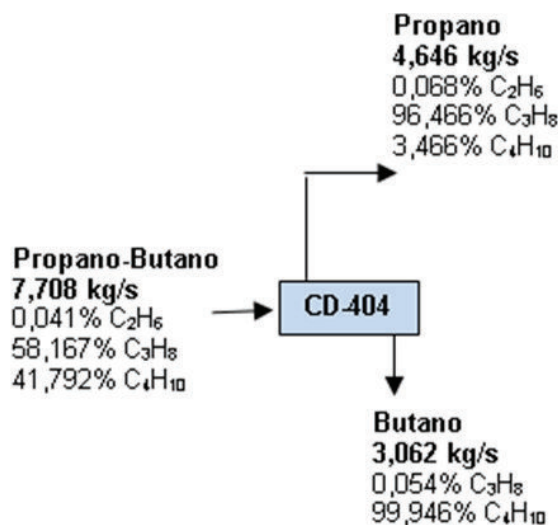 Propano
4,646 kg/s
0,068% C₂H₆
96,466% C₃H₈
3,466% C₄H₁₀
Propano-Butano
7,708 kg/s
0,041% C₂H₆
58,167% C₃H₈
41,792% C₄H₁₀
CD-404
Butano
3,062 kg/s
0,054% C₃H₈
99,946% C₄H₁₀